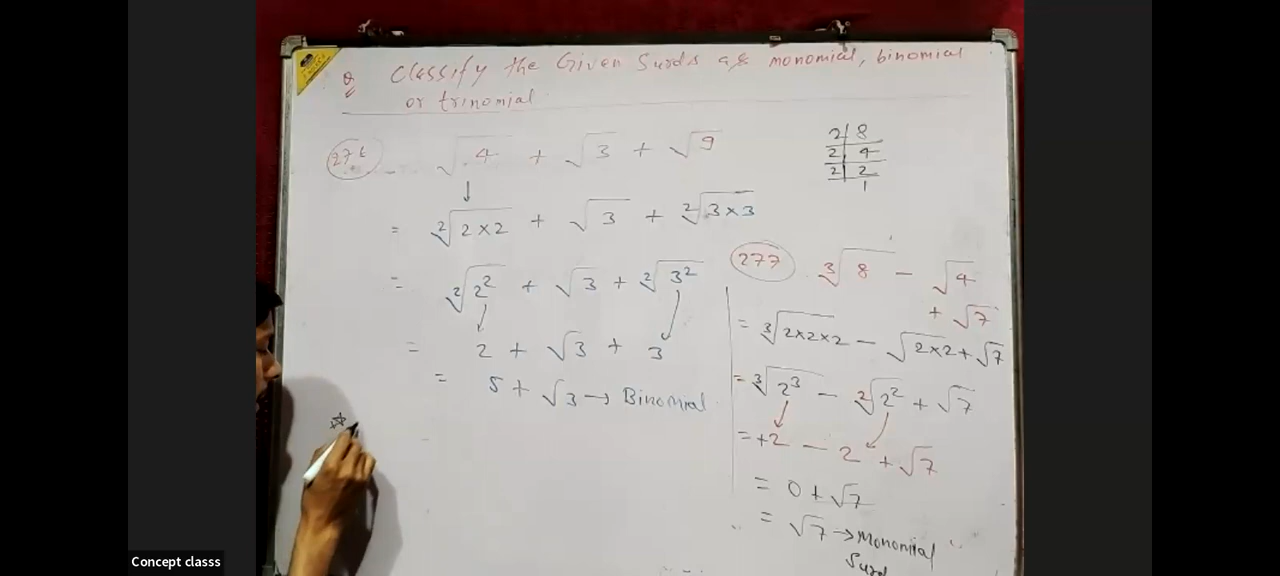 Q Classify the Given Surds as monomial, binomial
or trinomial
276 √4 + √3 + √9
↓
= ²√2×2 + √3 + ²√3×3
= ²√2² + √3 + ²√3²
= 2 + √3 + 3
= 5 + √3 → Binomial
2 8
2 4
2 2
1
277 ³√8 - √4
+ √7
= ³√2×2×2 - √2×2 + √7
= ³√2³ - ²√2² + √7
= +2 - 2 + √7
= 0 + √7
= √7 → Monomial
Surd
☆
Concept classs